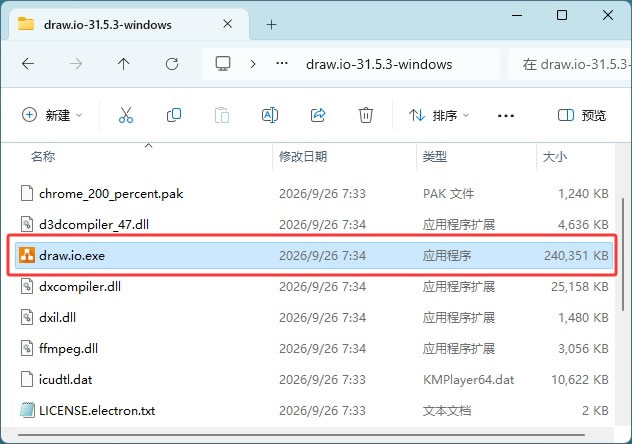 draw.io-31.5.3-windows
draw.io-31.5.3-windows 在 draw.io-31.5.3-
新建 排序 预览
名称 修改日期 类型 大小
chrome_200_percent.pak 2026/9/26 7:33 PAK 文件 1,240 KB
d3dcompiler_47.dll 2026/9/26 7:34 应用程序扩展 4,636 KB
draw.io.exe 2026/9/26 7:34 应用程序 240,351 KB
dxcompiler.dll 2026/9/26 7:34 应用程序扩展 25,158 KB
dxil.dll 2026/9/26 7:34 应用程序扩展 1,480 KB
ffmpeg.dll 2026/9/26 7:34 应用程序扩展 3,056 KB
icudtl.dat 2026/9/26 7:33 KMPlayer64.dat 10,622 KB
LICENSE.electron.txt 2026/9/26 7:33 文本文档 2 KB